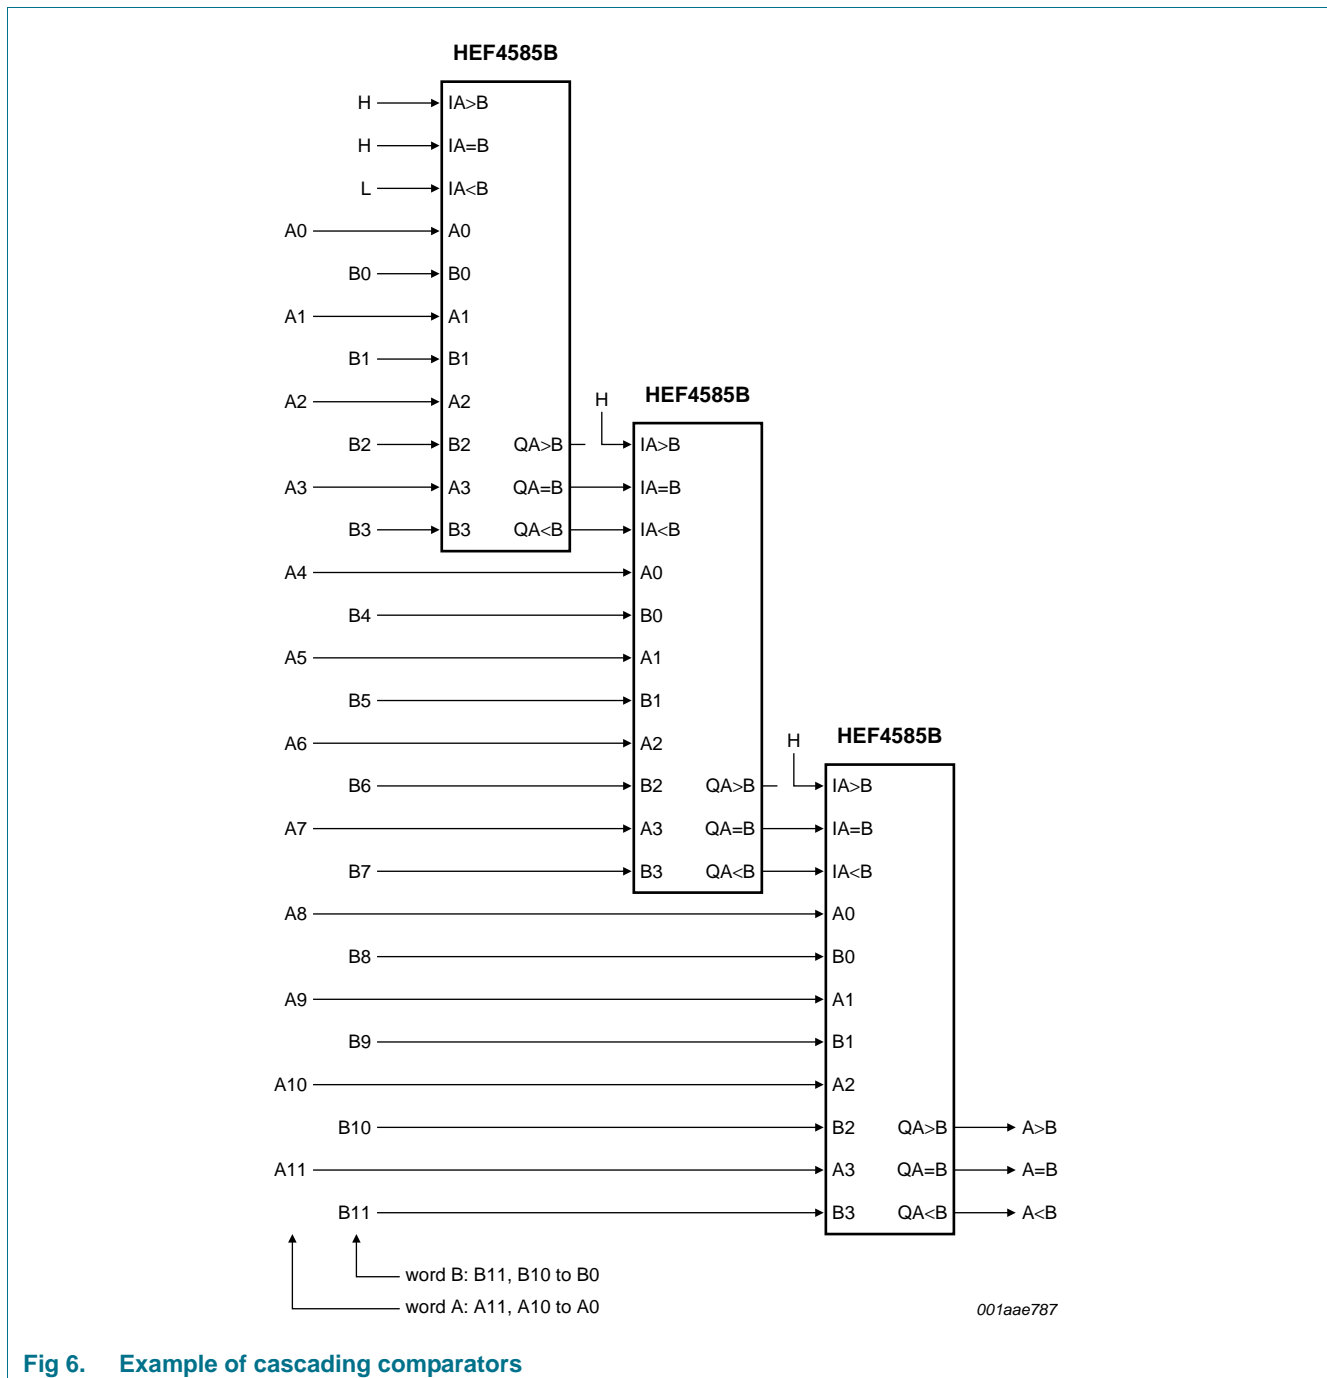 HEF4585B
H IA>B
H IA=B
L IA<B
A0 A0
B0 B0
A1 A1
B1 B1
A2 A2
H HEF4585B
B2 B2 QA>B IA>B
A3 A3 QA=B IA=B
B3 B3 QA<B IA<B
A4 A0
B4 B0
A5 A1
B5 B1
H HEF4585B
A6 A2
B6 B2 QA>B IA>B
A7 A3 QA=B IA=B
B7 B3 QA<B IA<B
A8 A0
B8 B0
A9 A1
B9 B1
A10 A2
B10 B2 QA>B A>B
A11 A3 QA=B A=B
B11 B3 QA<B A<B
word B: B11, B10 to B0
word A: A11, A10 to A0
001aae787
Fig 6. Example of cascading comparators